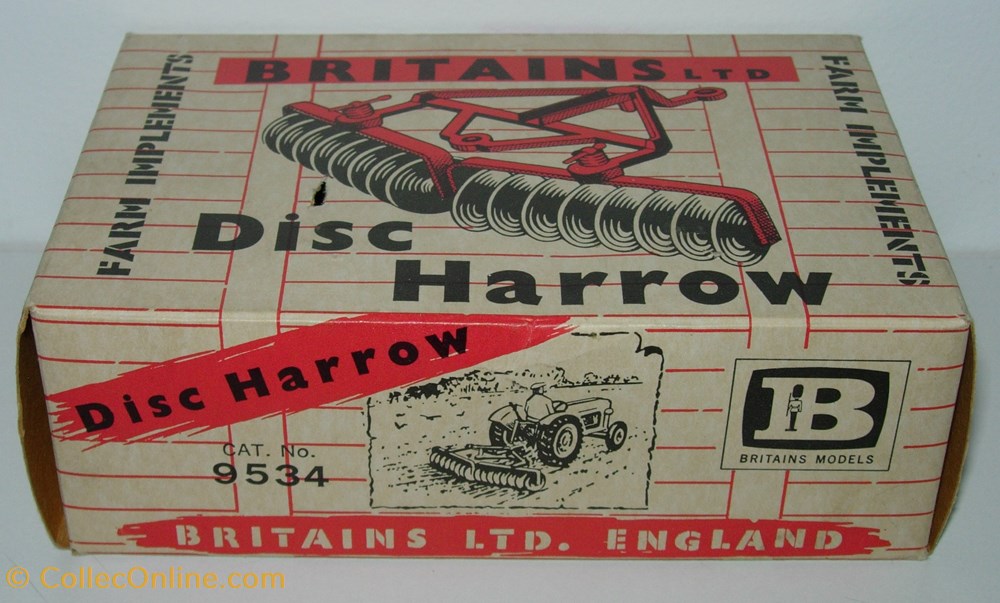 BRITAINS LTD
FARM IMPLEMENTS
FARM IMPLEMENTS
Disc
Harrow
Disc Harrow
CAT. No.
9534
B
BRITAINS MODELS
BRITAINS LTD. ENGLAND
© CollecOnline.com